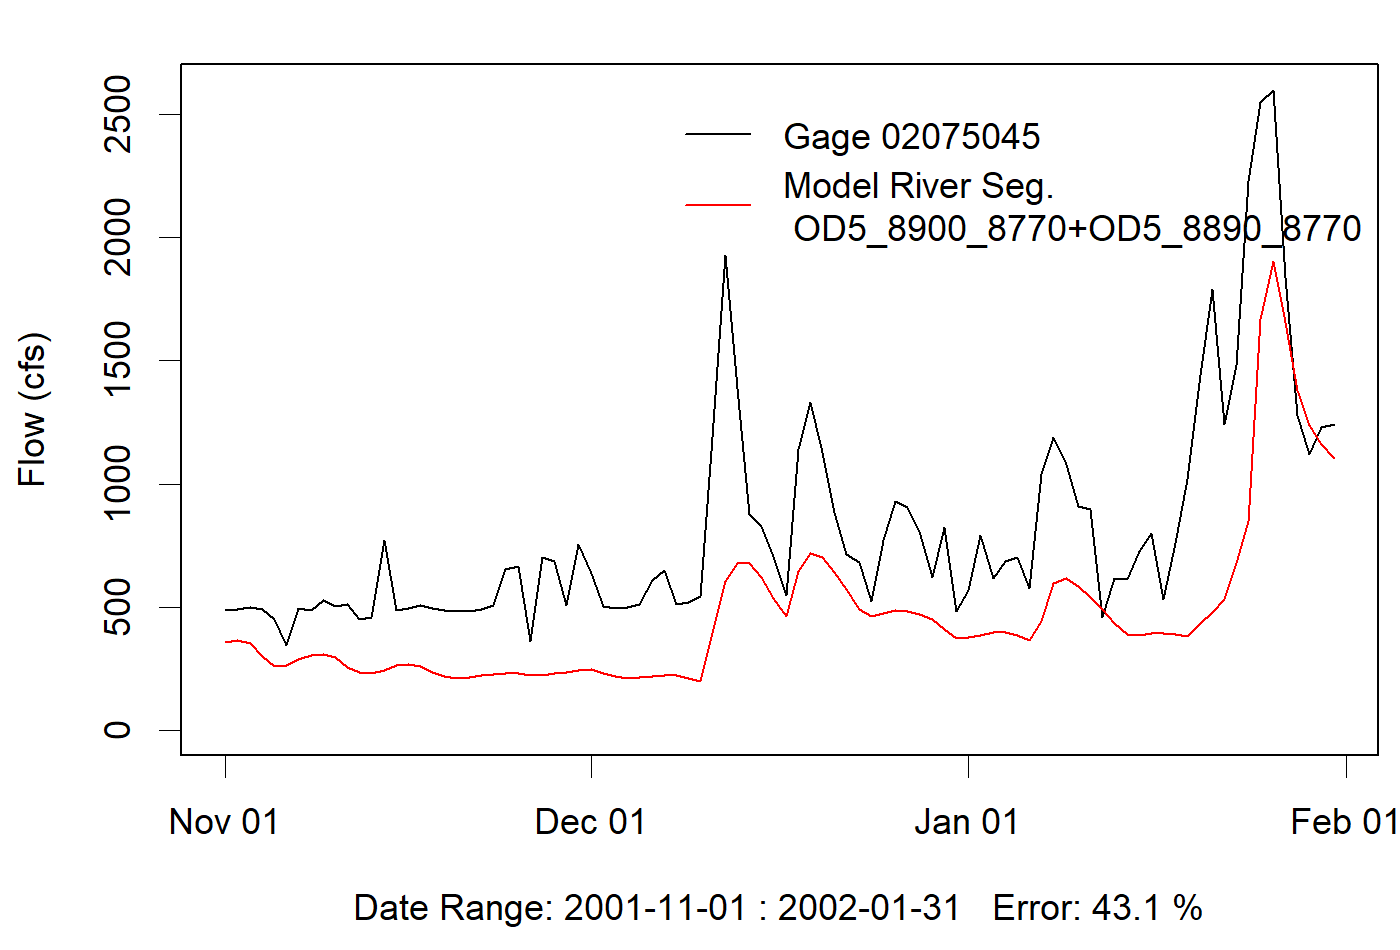 Gage 02075045
Model River Seg.
OD5_8900_8770+OD5_8890_8770
Flow (cfs)
2500
2000
1500
1000
500
0
Nov 01
Dec 01
Jan 01
Feb 01
Date Range: 2001-11-01 : 2002-01-31 Error: 43.1 %